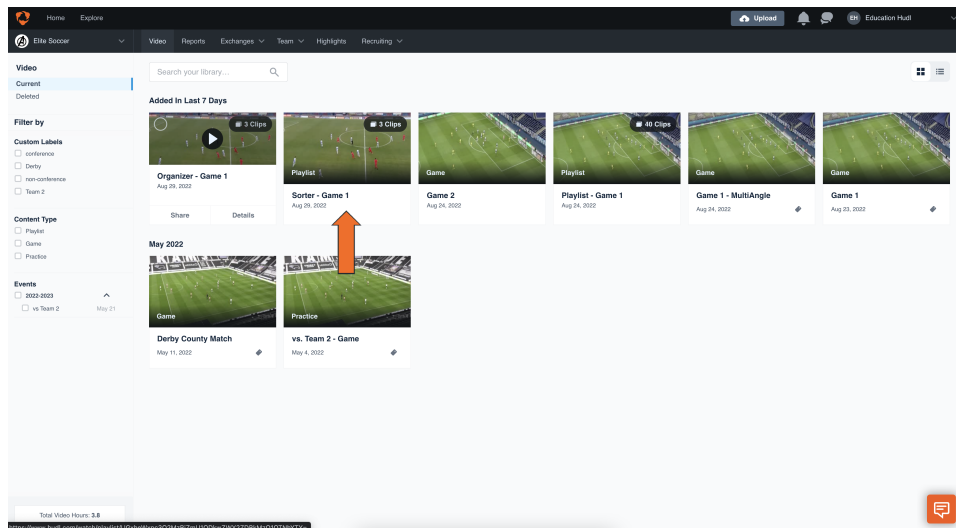 Home Explore Upload EH Education Hudl
Elite Soccer Video Reports Exchanges Team Highlights Recruiting
Video
Current
Deleted
Filter by
Custom Labels
conference
Derby
non-conference
Team 2
Content Type
Playlist
Game
Practice
Events
2022-2023
vs Team 2 May 21
Total Video Hours: 3.8
Search your library...
Added In Last 7 Days
3 Clips
Organizer - Game 1
Aug 29, 2022
Share Details
3 Clips
Playlist
Sorter - Game 1
Aug 29, 2022
Game
Game 2
Aug 24, 2022
40 Clips
Playlist
Playlist - Game 1
Aug 24, 2022
Game
Game 1 - MultiAngle
Aug 24, 2022
Game
Game 1
Aug 23, 2022
May 2022
Game
Derby County Match
May 11, 2022
Practice
vs. Team 2 - Game
May 4, 2022